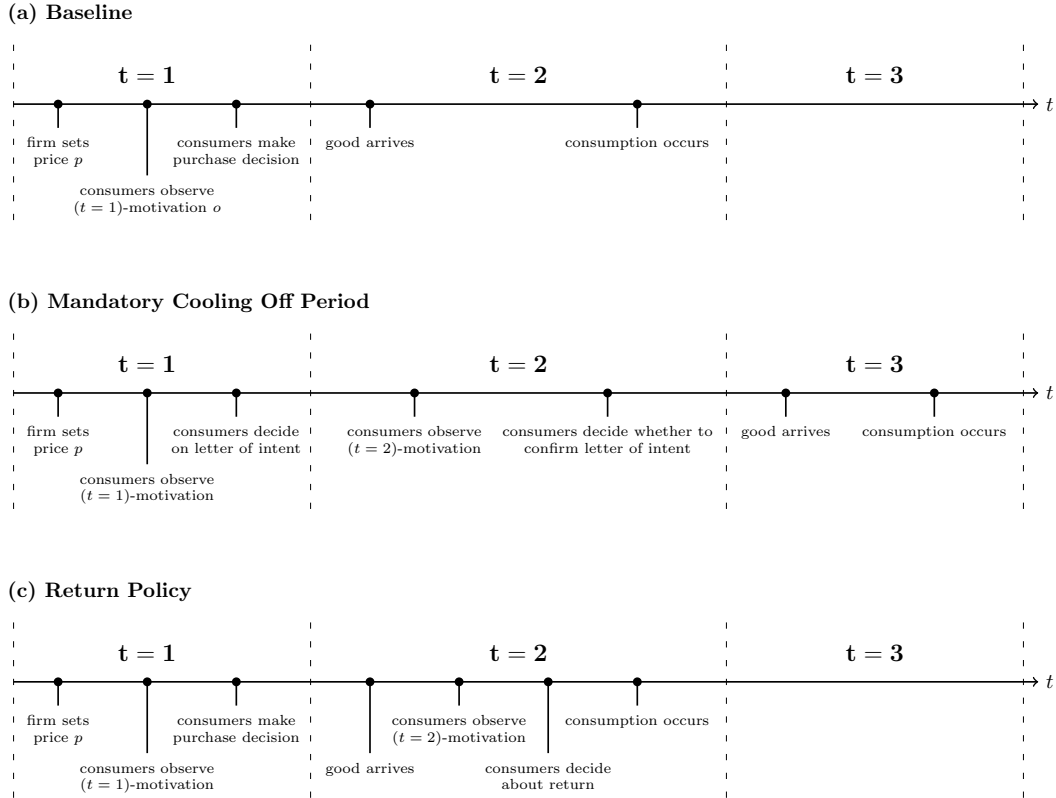 (a) Baseline
t = 1
t = 2
t = 3
t
firm sets
price p
consumers observe
(t = 1)-motivation o
consumers make
purchase decision
good arrives
consumption occurs
(b) Mandatory Cooling Off Period
t = 1
t = 2
t = 3
t
firm sets
price p
consumers observe
(t = 1)-motivation
consumers decide
on letter of intent
consumers observe
(t = 2)-motivation
consumers decide whether to
confirm letter of intent
good arrives
consumption occurs
(c) Return Policy
t = 1
t = 2
t = 3
t
firm sets
price p
consumers observe
(t = 1)-motivation
consumers make
purchase decision
good arrives
consumers observe
(t = 2)-motivation
consumers decide
about return
consumption occurs